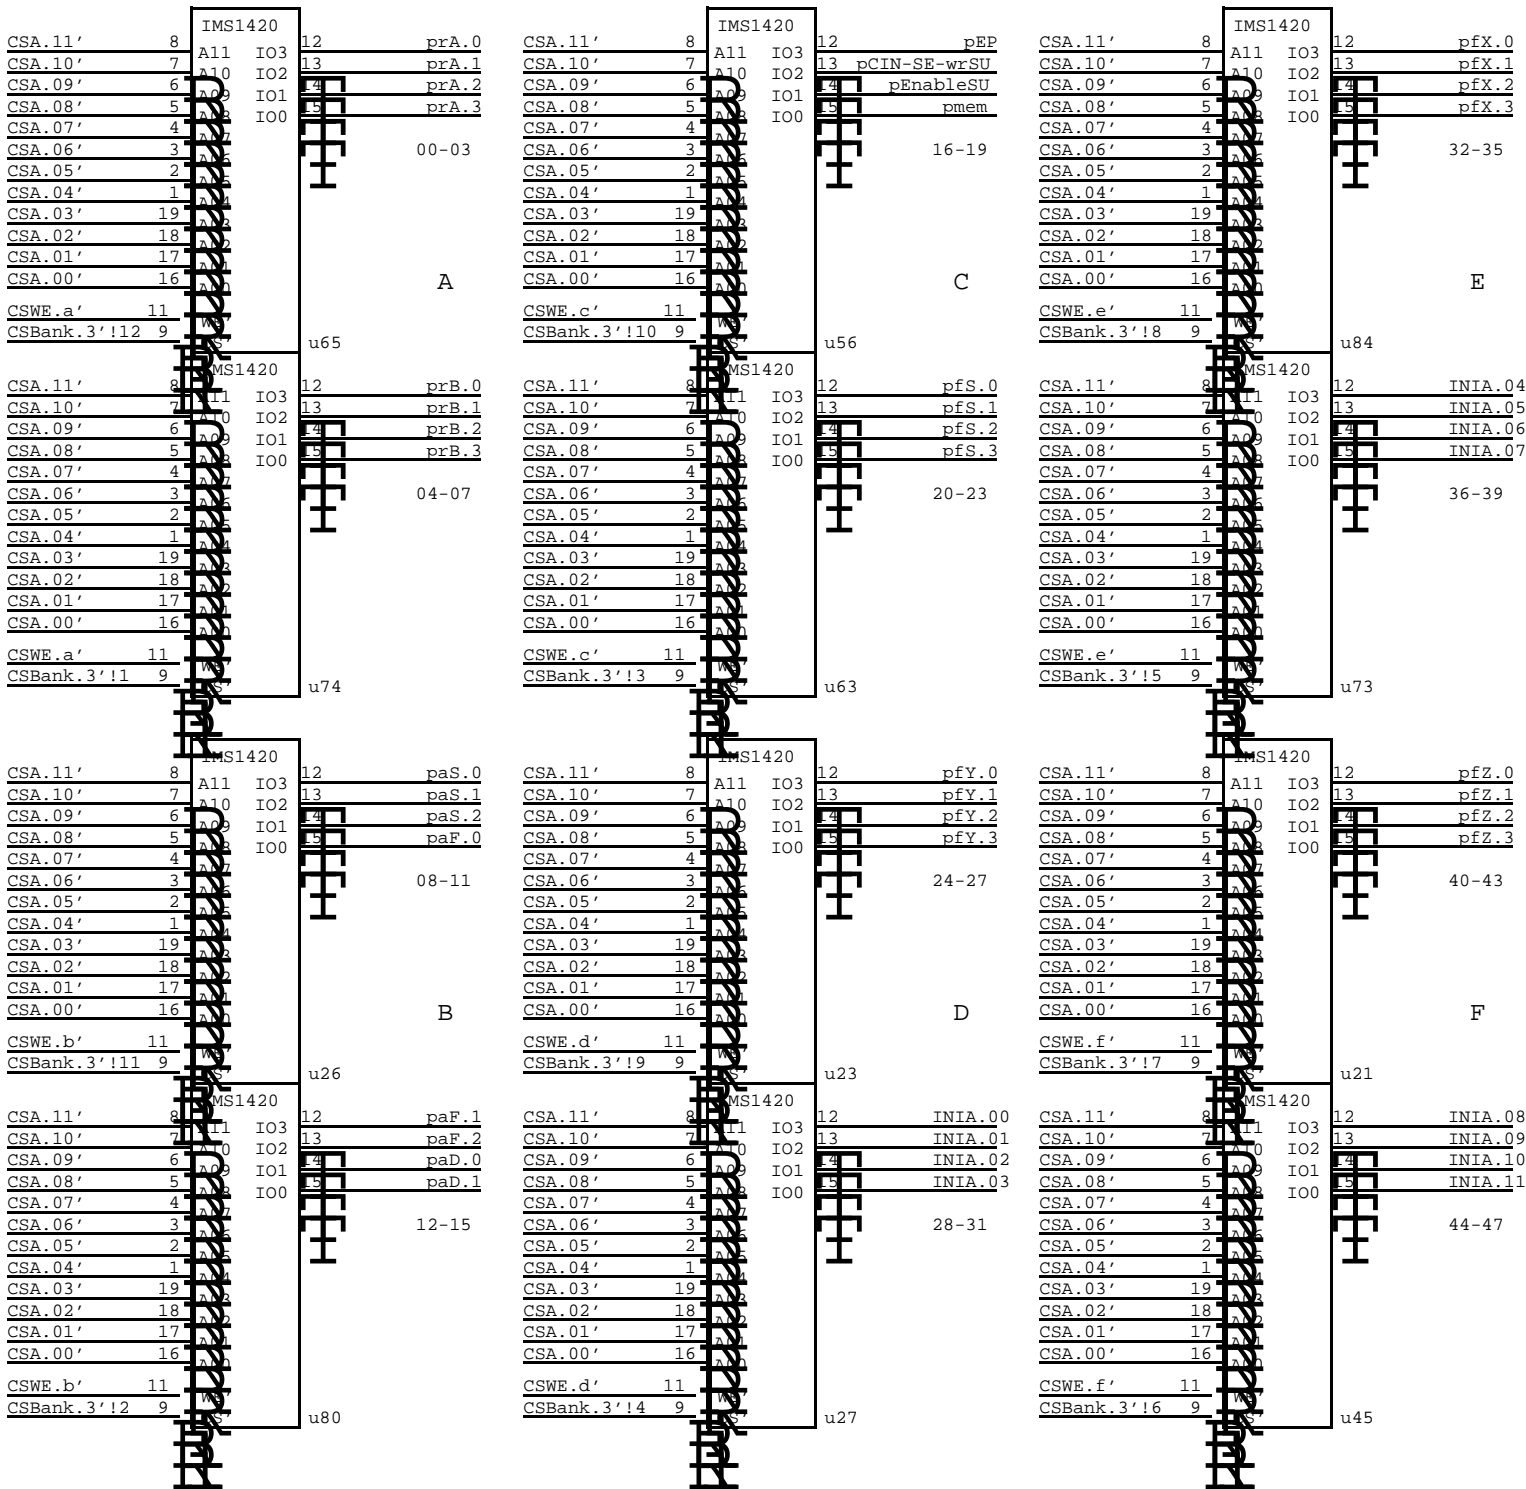 IMS1420
CSA.11' 8 A11 IO3 12 prA.0
CSA.10' 7 A10 IO2 13 prA.1
CSA.09' 6 A09 IO1 14 prA.2
CSA.08' 5 A08 IO0 15 prA.3
CSA.07' 4
CSA.06' 3 00-03
CSA.05' 2
CSA.04' 1
CSA.03' 19
CSA.02' 18
CSA.01' 17
CSA.00' 16 A
CSWE.a' 11
CSBank.3'!12 9 u65
IMS1420
CSA.11' 8 A11 IO3 12 prB.0
CSA.10' 7 A10 IO2 13 prB.1
CSA.09' 6 A09 IO1 14 prB.2
CSA.08' 5 A08 IO0 15 prB.3
CSA.07' 4
CSA.06' 3 04-07
CSA.05' 2
CSA.04' 1
CSA.03' 19
CSA.02' 18
CSA.01' 17
CSA.00' 16
CSWE.a' 11
CSBank.3'!1 9 u74
IMS1420
CSA.11' 8 A11 IO3 12 paS.0
CSA.10' 7 A10 IO2 13 paS.1
CSA.09' 6 A09 IO1 14 paS.2
CSA.08' 5 A08 IO0 15 paF.0
CSA.07' 4
CSA.06' 3 08-11
CSA.05' 2
CSA.04' 1
CSA.03' 19
CSA.02' 18
CSA.01' 17
CSA.00' 16 B
CSWE.b' 11
CSBank.3'!11 9 u26
IMS1420
CSA.11' 8 A11 IO3 12 paF.1
CSA.10' 7 A10 IO2 13 paF.2
CSA.09' 6 A09 IO1 14 paD.0
CSA.08' 5 A08 IO0 15 paD.1
CSA.07' 4
CSA.06' 3 12-15
CSA.05' 2
CSA.04' 1
CSA.03' 19
CSA.02' 18
CSA.01' 17
CSA.00' 16
CSWE.b' 11
CSBank.3'!2 9 u80
IMS1420
CSA.11' 8 A11 IO3 12 pEP
CSA.10' 7 A10 IO2 13 pCIN-SE-wrSU
CSA.09' 6 A09 IO1 14 pEnableSU
CSA.08' 5 A08 IO0 15 pmem
CSA.07' 4
CSA.06' 3 16-19
CSA.05' 2
CSA.04' 1
CSA.03' 19
CSA.02' 18
CSA.01' 17
CSA.00' 16 C
CSWE.c' 11
CSBank.3'!10 9 u56
IMS1420
CSA.11' 8 A11 IO3 12 pfS.0
CSA.10' 7 A10 IO2 13 pfS.1
CSA.09' 6 A09 IO1 14 pfS.2
CSA.08' 5 A08 IO0 15 pfS.3
CSA.07' 4
CSA.06' 3 20-23
CSA.05' 2
CSA.04' 1
CSA.03' 19
CSA.02' 18
CSA.01' 17
CSA.00' 16
CSWE.c' 11
CSBank.3'!3 9 u63
IMS1420
CSA.11' 8 A11 IO3 12 pfY.0
CSA.10' 7 A10 IO2 13 pfY.1
CSA.09' 6 A09 IO1 14 pfY.2
CSA.08' 5 A08 IO0 15 pfY.3
CSA.07' 4
CSA.06' 3 24-27
CSA.05' 2
CSA.04' 1
CSA.03' 19
CSA.02' 18
CSA.01' 17
CSA.00' 16 D
CSWE.d' 11
CSBank.3'!9 9 u23
IMS1420
CSA.11' 8 A11 IO3 12 INIA.00
CSA.10' 7 A10 IO2 13 INIA.01
CSA.09' 6 A09 IO1 14 INIA.02
CSA.08' 5 A08 IO0 15 INIA.03
CSA.07' 4
CSA.06' 3 28-31
CSA.05' 2
CSA.04' 1
CSA.03' 19
CSA.02' 18
CSA.01' 17
CSA.00' 16
CSWE.d' 11
CSBank.3'!4 9 u27
IMS1420
CSA.11' 8 A11 IO3 12 pfX.0
CSA.10' 7 A10 IO2 13 pfX.1
CSA.09' 6 A09 IO1 14 pfX.2
CSA.08' 5 A08 IO0 15 pfX.3
CSA.07' 4
CSA.06' 3 32-35
CSA.05' 2
CSA.04' 1
CSA.03' 19
CSA.02' 18
CSA.01' 17
CSA.00' 16 E
CSWE.e' 11
CSBank.3'!8 9 u84
IMS1420
CSA.11' 8 A11 IO3 12 INIA.04
CSA.10' 7 A10 IO2 13 INIA.05
CSA.09' 6 A09 IO1 14 INIA.06
CSA.08' 5 A08 IO0 15 INIA.07
CSA.07' 4
CSA.06' 3 36-39
CSA.05' 2
CSA.04' 1
CSA.03' 19
CSA.02' 18
CSA.01' 17
CSA.00' 16
CSWE.e' 11
CSBank.3'!5 9 u73
IMS1420
CSA.11' 8 A11 IO3 12 pfZ.0
CSA.10' 7 A10 IO2 13 pfZ.1
CSA.09' 6 A09 IO1 14 pfZ.2
CSA.08' 5 A08 IO0 15 pfZ.3
CSA.07' 4
CSA.06' 3 40-43
CSA.05' 2
CSA.04' 1
CSA.03' 19
CSA.02' 18
CSA.01' 17
CSA.00' 16 F
CSWE.f' 11
CSBank.3'!7 9 u21
IMS1420
CSA.11' 8 A11 IO3 12 INIA.08
CSA.10' 7 A10 IO2 13 INIA.09
CSA.09' 6 A09 IO1 14 INIA.10
CSA.08' 5 A08 IO0 15 INIA.11
CSA.07' 4
CSA.06' 3 44-47
CSA.05' 2
CSA.04' 1
CSA.03' 19
CSA.02' 18
CSA.01' 17
CSA.00' 16
CSWE.f' 11
CSBank.3'!6 9 u45